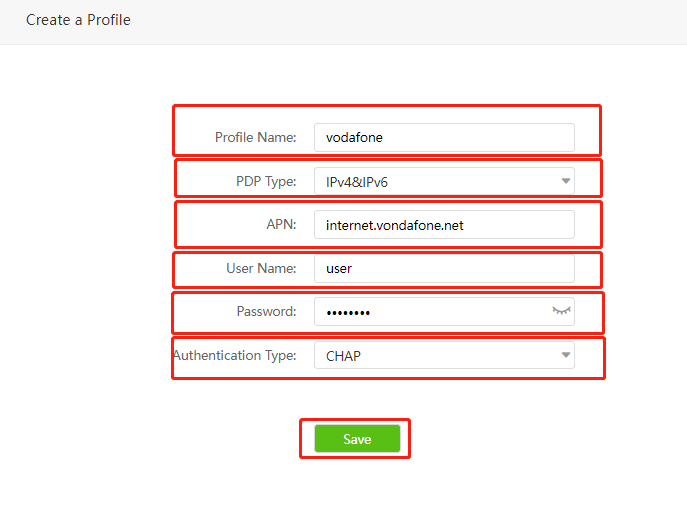 Create a Profile
Profile Name: vodafone
PDP Type: IPv4&IPv6
APN: internet.vondafone.net
User Name: user
Password: ••••••••
Authentication Type: CHAP
Save